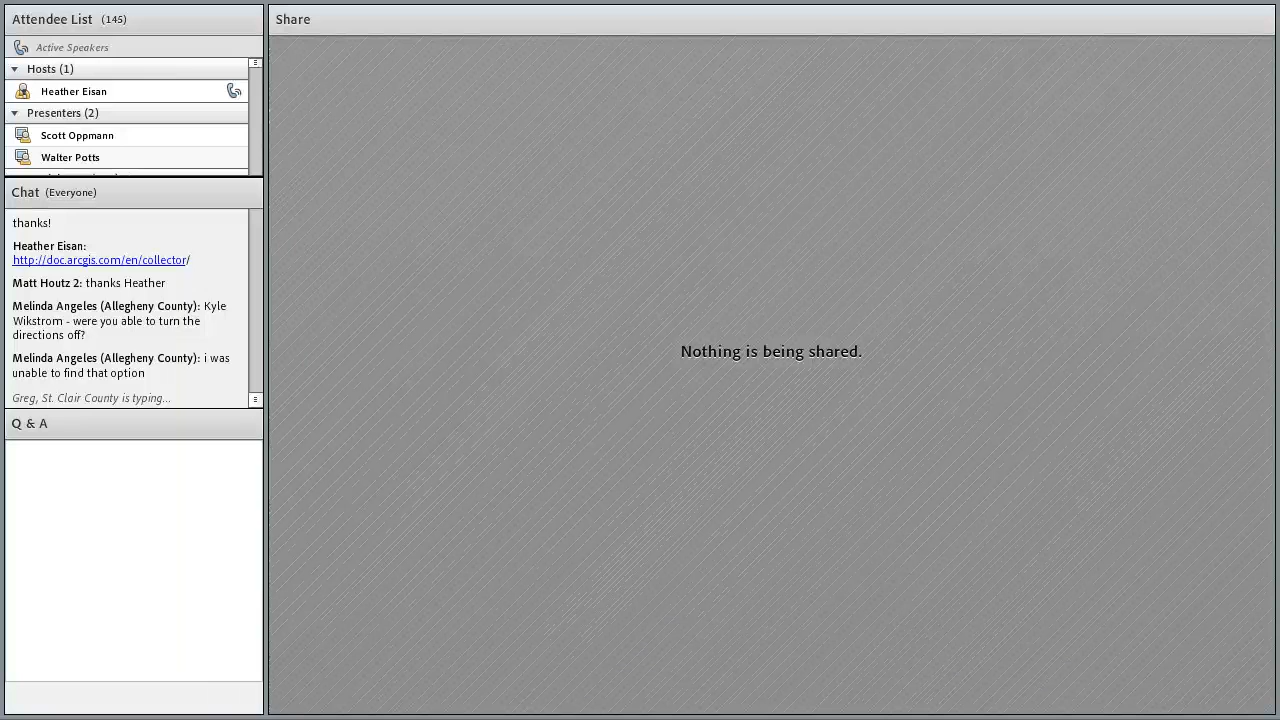 Attendee List (145)
Active Speakers
Hosts (1)
Heather Eisan
Presenters (2)
Scott Oppmann
Walter Potts
Chat (Everyone)
thanks!
Heather Eisan:
http://doc.arcgis.com/en/collector/
Matt Houtz 2: thanks Heather
Melinda Angeles (Allegheny County): Kyle
Wikstrom - were you able to turn the
directions off?
Melinda Angeles (Allegheny County): i was
unable to find that option
Greg, St. Clair County is typing...
Q & A
Share
Nothing is being shared.